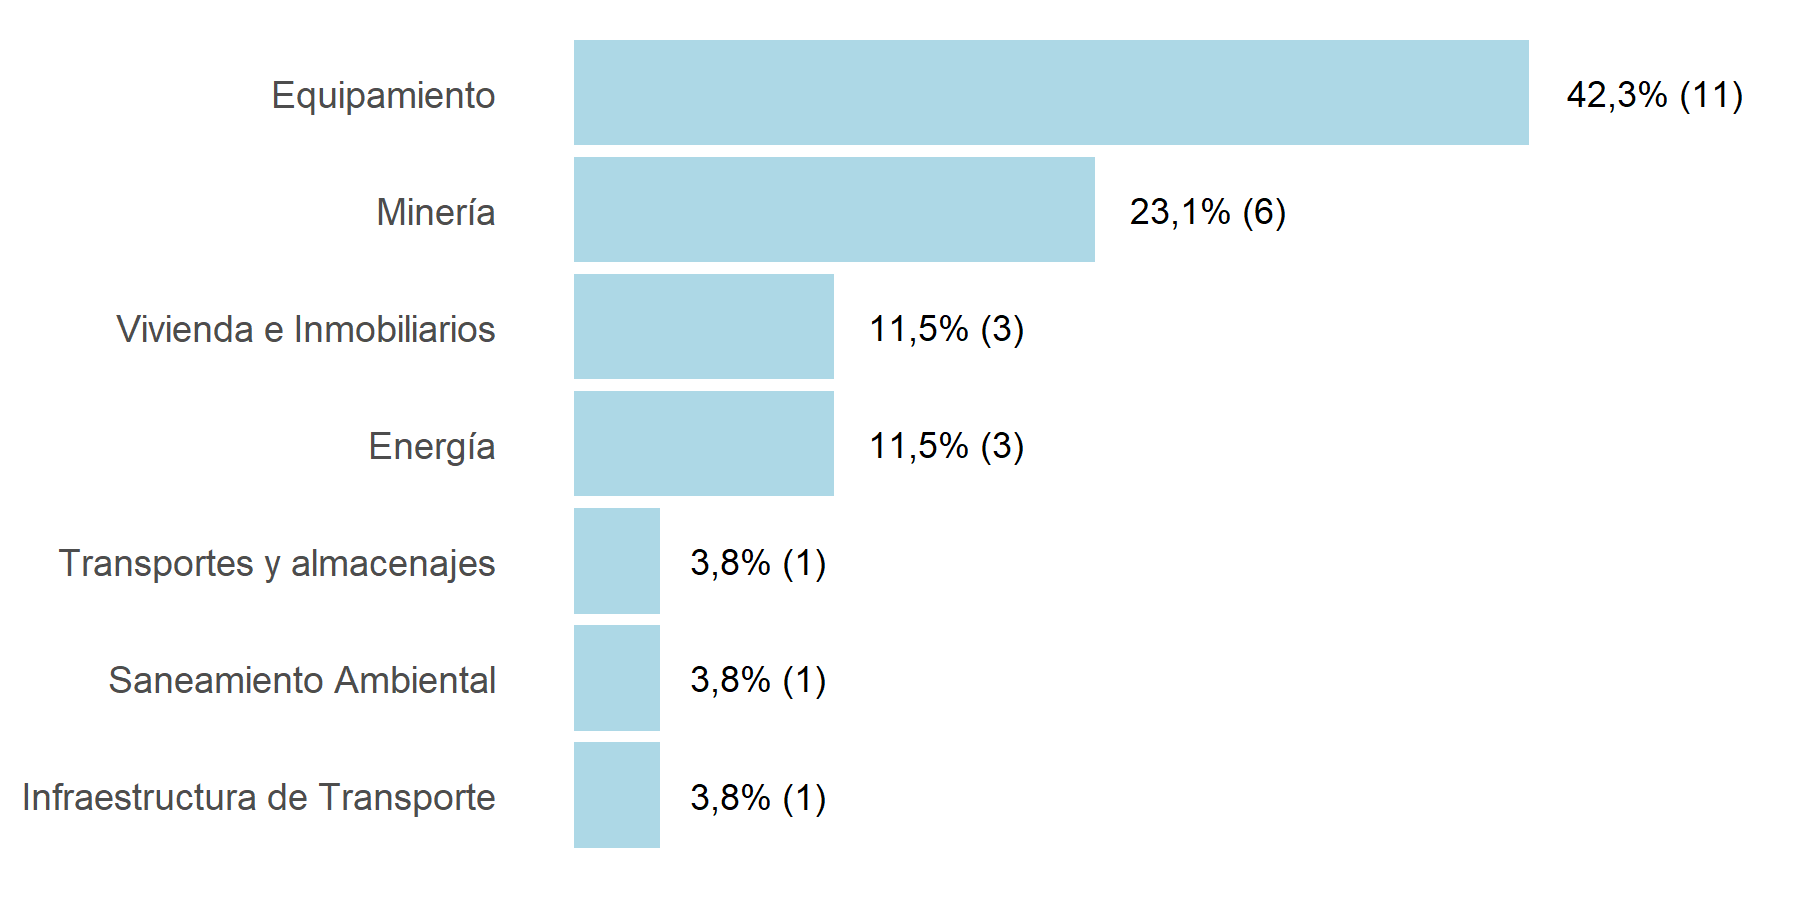 Equipamiento 42,3% (11)
Minería 23,1% (6)
Vivienda e Inmobiliarios 11,5% (3)
Energía 11,5% (3)
Transportes y almacenajes 3,8% (1)
Saneamiento Ambiental 3,8% (1)
Infraestructura de Transporte 3,8% (1)